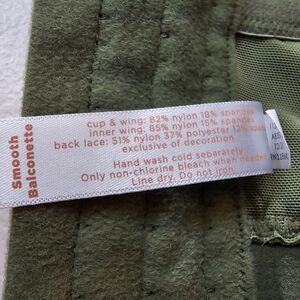 Smooth
Balconette
cup & wing: 82% nylon 18% spandex
inner wing: 85% nylon 15% spandex
back lace: 51% nylon 37% polyester 12%
exclusive of decoration
Hand wash cold separately
Only non-chlorine bleach when needed
Line dry. Do not iron.